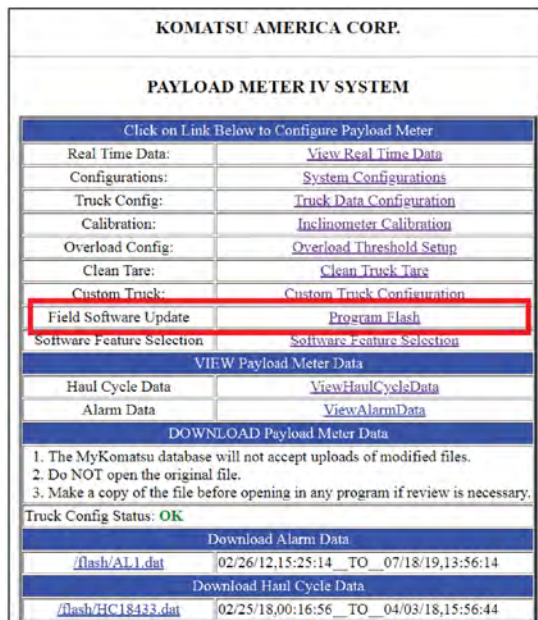 KOMATSU AMERICA CORP.
PAYLOAD METER IV SYSTEM
Click on Link Below to Configure Payload Meter
Real Time Data: View Real Time Data
Configurations: System Configurations
Truck Config: Truck Data Configuration
Calibration: Inclinometer Calibration
Overload Config: Overload Threshold Setup
Clean Tare: Clean Truck Tare
Custom Truck: Custom Truck Configuration
Field Software Update Program Flash
Software Feature Selection Software Feature Selection
VIEW Payload Meter Data
Haul Cycle Data ViewHaulCycleData
Alarm Data ViewAlarmData
DOWNLOAD Payload Meter Data
1. The MyKomatsu database will not accept uploads of modified files.
2. Do NOT open the original file.
3. Make a copy of the file before opening in any program if review is necessary.
Truck Config Status: OK
Download Alarm Data
/flash/AL1.dat 02/26/12,15:25:14__TO__07/18/19,13:56:14
Download Haul Cycle Data
/flash/HC18433.dat 02/25/18,00:16:56__TO__04/03/18,15:56:44